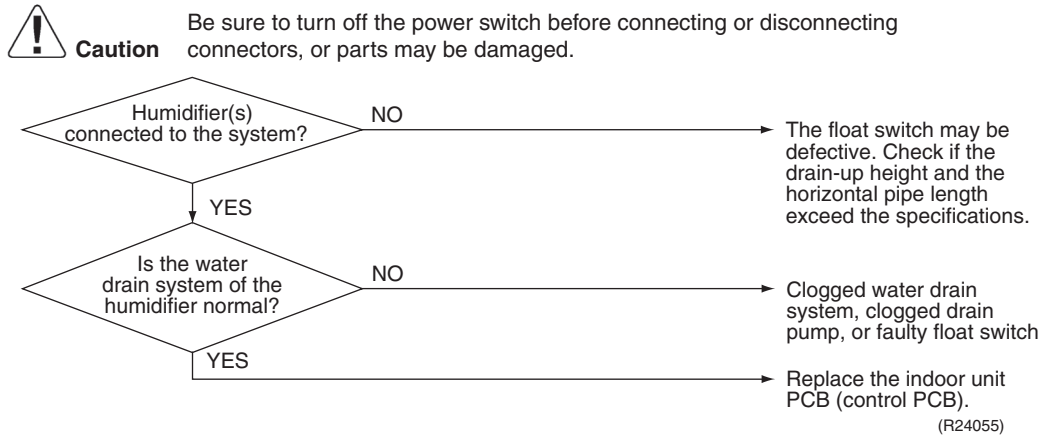 Be sure to turn off the power switch before connecting or disconnecting
Caution connectors, or parts may be damaged.
Humidifier(s)
connected to the system?
NO
The float switch may be
defective. Check if the
drain-up height and the
horizontal pipe length
exceed the specifications.
YES
Is the water
drain system of the
humidifier normal?
NO
Clogged water drain
system, clogged drain
pump, or faulty float switch
YES
Replace the indoor unit
PCB (control PCB).
(R24055)